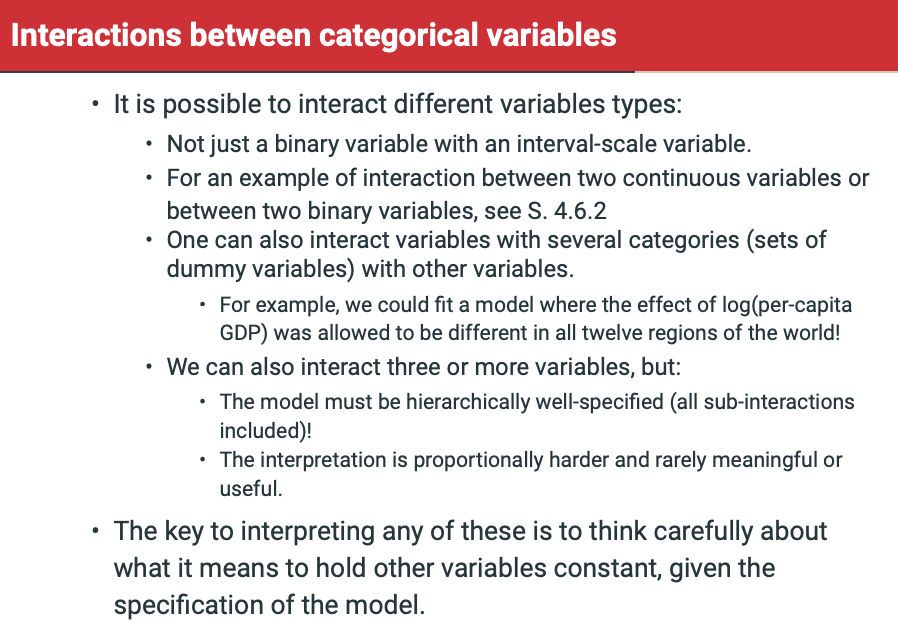 Interactions between categorical variables
• It is possible to interact different variables types:
• Not just a binary variable with an interval-scale variable.
• For an example of interaction between two continuous variables or
between two binary variables, see S. 4.6.2
• One can also interact variables with several categories (sets of
dummy variables) with other variables.
• For example, we could fit a model where the effect of log(per-capita
GDP) was allowed to be different in all twelve regions of the world!
• We can also interact three or more variables, but:
• The model must be hierarchically well-specified (all sub-interactions
included)!
• The interpretation is proportionally harder and rarely meaningful or
useful.
• The key to interpreting any of these is to think carefully about
what it means to hold other variables constant, given the
specification of the model.